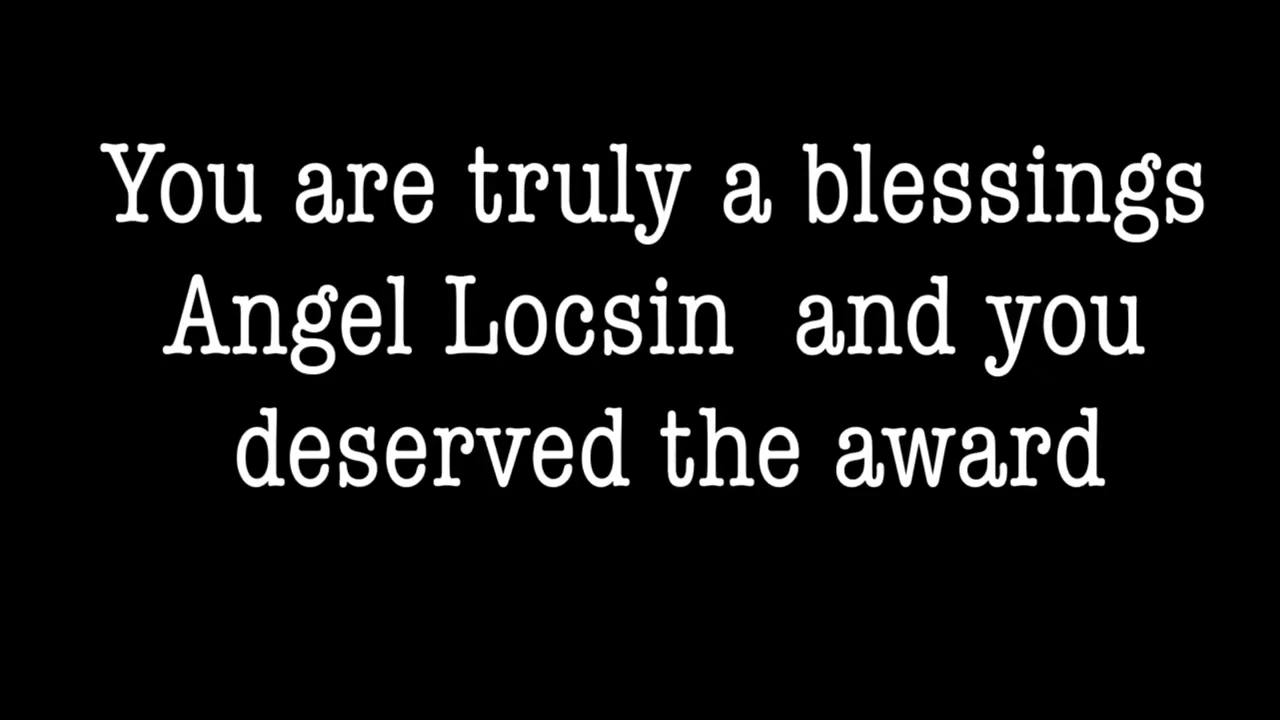 You are truly a blessings
Angel Locsin  and you
deserved the award